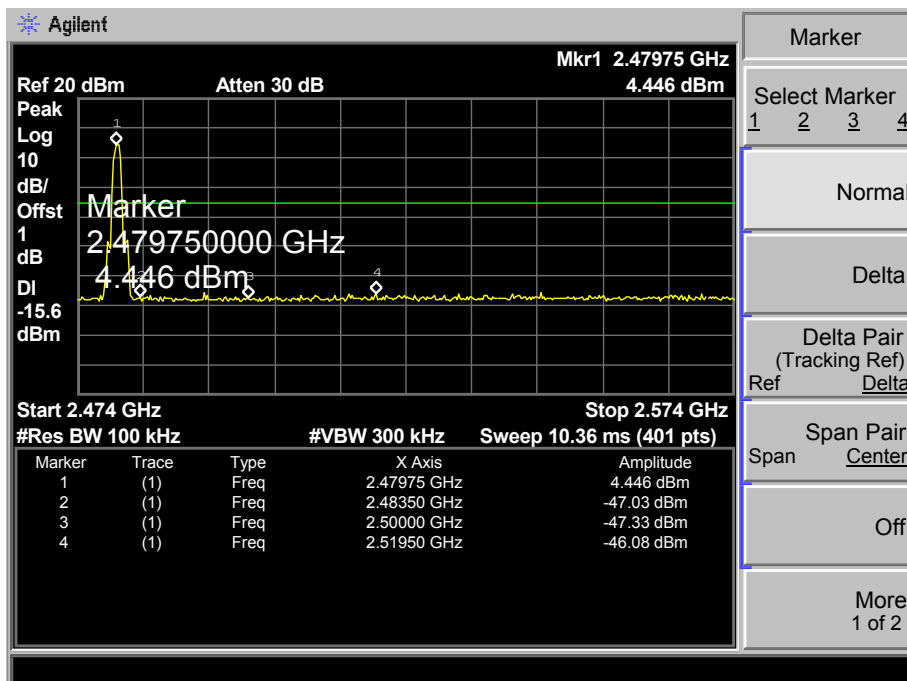 Agilent
Marker
Mkr1 2.47975 GHz
Ref 20 dBm Atten 30 dB 4.446 dBm
Peak
Log
10
dB/
Offst
1
dB
DI
-15.6
dBm
1
Marker
2.479750000 GHz
4.446 dBm
2
3
4
Start 2.474 GHz Stop 2.574 GHz
#Res BW 100 kHz #VBW 300 kHz Sweep 10.36 ms (401 pts)
Marker Trace Type X Axis Amplitude
1 (1) Freq 2.47975 GHz 4.446 dBm
2 (1) Freq 2.48350 GHz -47.03 dBm
3 (1) Freq 2.50000 GHz -47.33 dBm
4 (1) Freq 2.51950 GHz -46.08 dBm
Select Marker
1 2 3 4
Normal
Delta
Delta Pair
(Tracking Ref)
Ref Delta
Span Pair
Span Center
Off
More
1 of 2